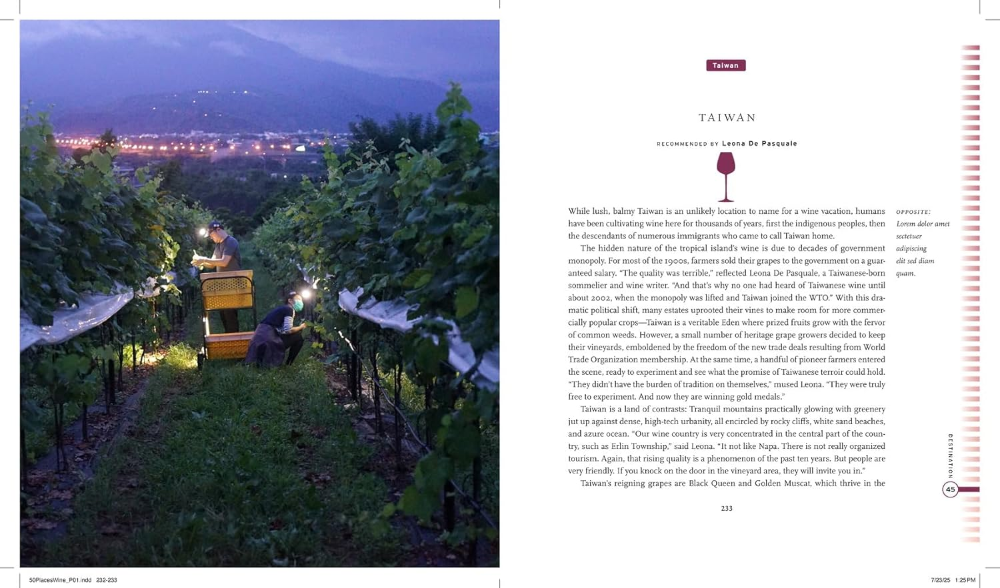 Taiwan
TAIWAN
RECOMMENDED BY Leona De Pasquale
While lush, balmy Taiwan is an unlikely location to name for a wine vacation, humans
have been cultivating wine here for thousands of years, first the indigenous peoples, then
the descendants of numerous immigrants who came to call Taiwan home.
The hidden nature of the tropical island's wine is due to decades of government
monopoly. For most of the 1900s, farmers sold their grapes to the government on a guar-
anteed salary. “The quality was terrible,” reflected Leona De Pasquale, a Taiwanese-born
sommelier and wine writer. “And that's why no one had heard of Taiwanese wine until
about 2002, when the monopoly was lifted and Taiwan joined the WTO.” With this dra-
matic political shift, many estates uprooted their vines to make room for more commer-
cially popular crops—Taiwan is a veritable Eden where prized fruits grow with the fervor
of common weeds. However, a small number of heritage grape growers decided to keep
their vineyards, emboldened by the freedom of the new trade deals resulting from World
Trade Organization membership. At the same time, a handful of pioneer farmers entered
the scene, ready to experiment and see what the promise of Taiwanese terroir could hold.
“They didn't have the burden of tradition on themselves,” mused Leona. “They were truly
free to experiment. And now they are winning gold medals.”
Taiwan is a land of contrasts: Tranquil mountains practically glowing with greenery
jut up against dense, high-tech urbanity, all encircled by rocky cliffs, white sand beaches,
and azure ocean. “Our wine country is very concentrated in the central part of the coun-
try, such as Erlin Township,” said Leona. “It not like Napa. There is not really organized
tourism. Again, that rising quality is a phenomenon of the past ten years. But people are
very friendly. If you knock on the door in the vineyard area, they will invite you in.”
Taiwan's reigning grapes are Black Queen and Golden Muscat, which thrive in the
OPPOSITE:
Lorem dolor amet
sectetuer
adipiscing
elit sed diam
quam.
DESTINATION
45
233
50PlacesWine_P01.indd 232-233
7/23/25 1:25 PM